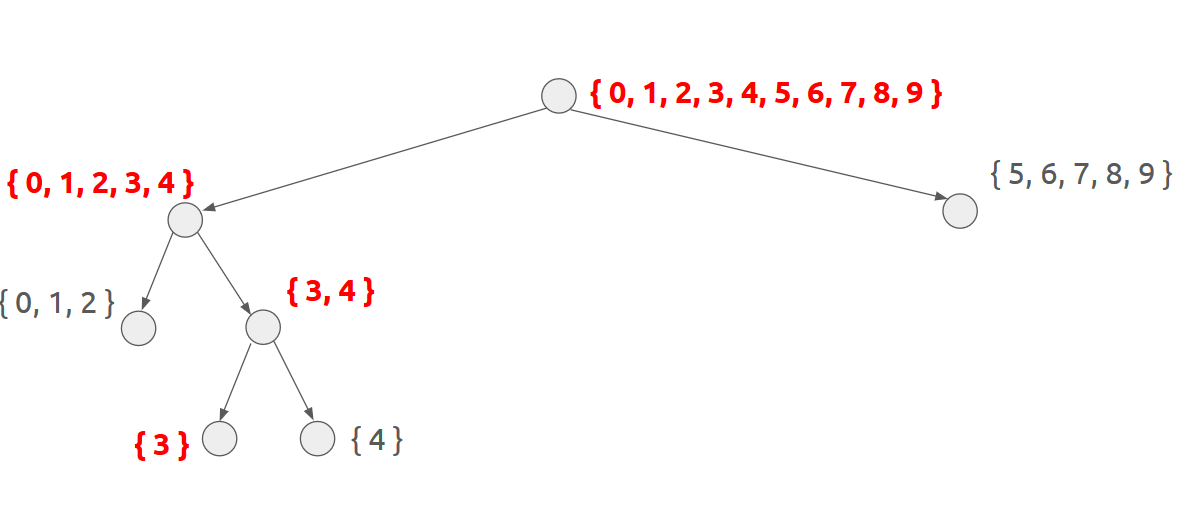 { 0, 1, 2, 3, 4, 5, 6, 7, 8, 9 }
{ 0, 1, 2, 3, 4 }
{ 5, 6, 7, 8, 9 }
{ 0, 1, 2 }
{ 3, 4 }
{ 3 }
{ 4 }